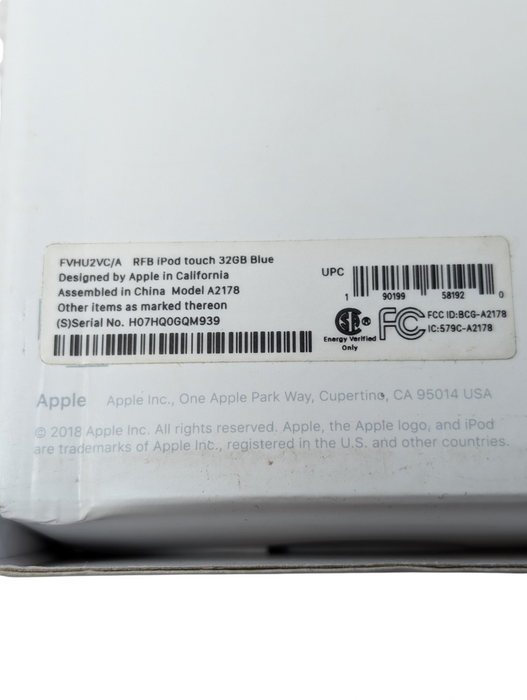 FVHU2VC/A RFB iPod touch 32GB Blue
Designed by Apple in California
Assembled in China Model A2178
Other items as marked thereon
(S)Serial No. H07HQ0GQM939
UPC
1 90199 58192 0
Energy Verified
Only
FCC ID:BCG-A2178
IC:579C-A2178
Apple Apple Inc., One Apple Park Way, Cupertino, CA 95014 USA
© 2018 Apple Inc. All rights reserved. Apple, the Apple logo, and iPod
are trademarks of Apple Inc., registered in the U.S. and other countries.